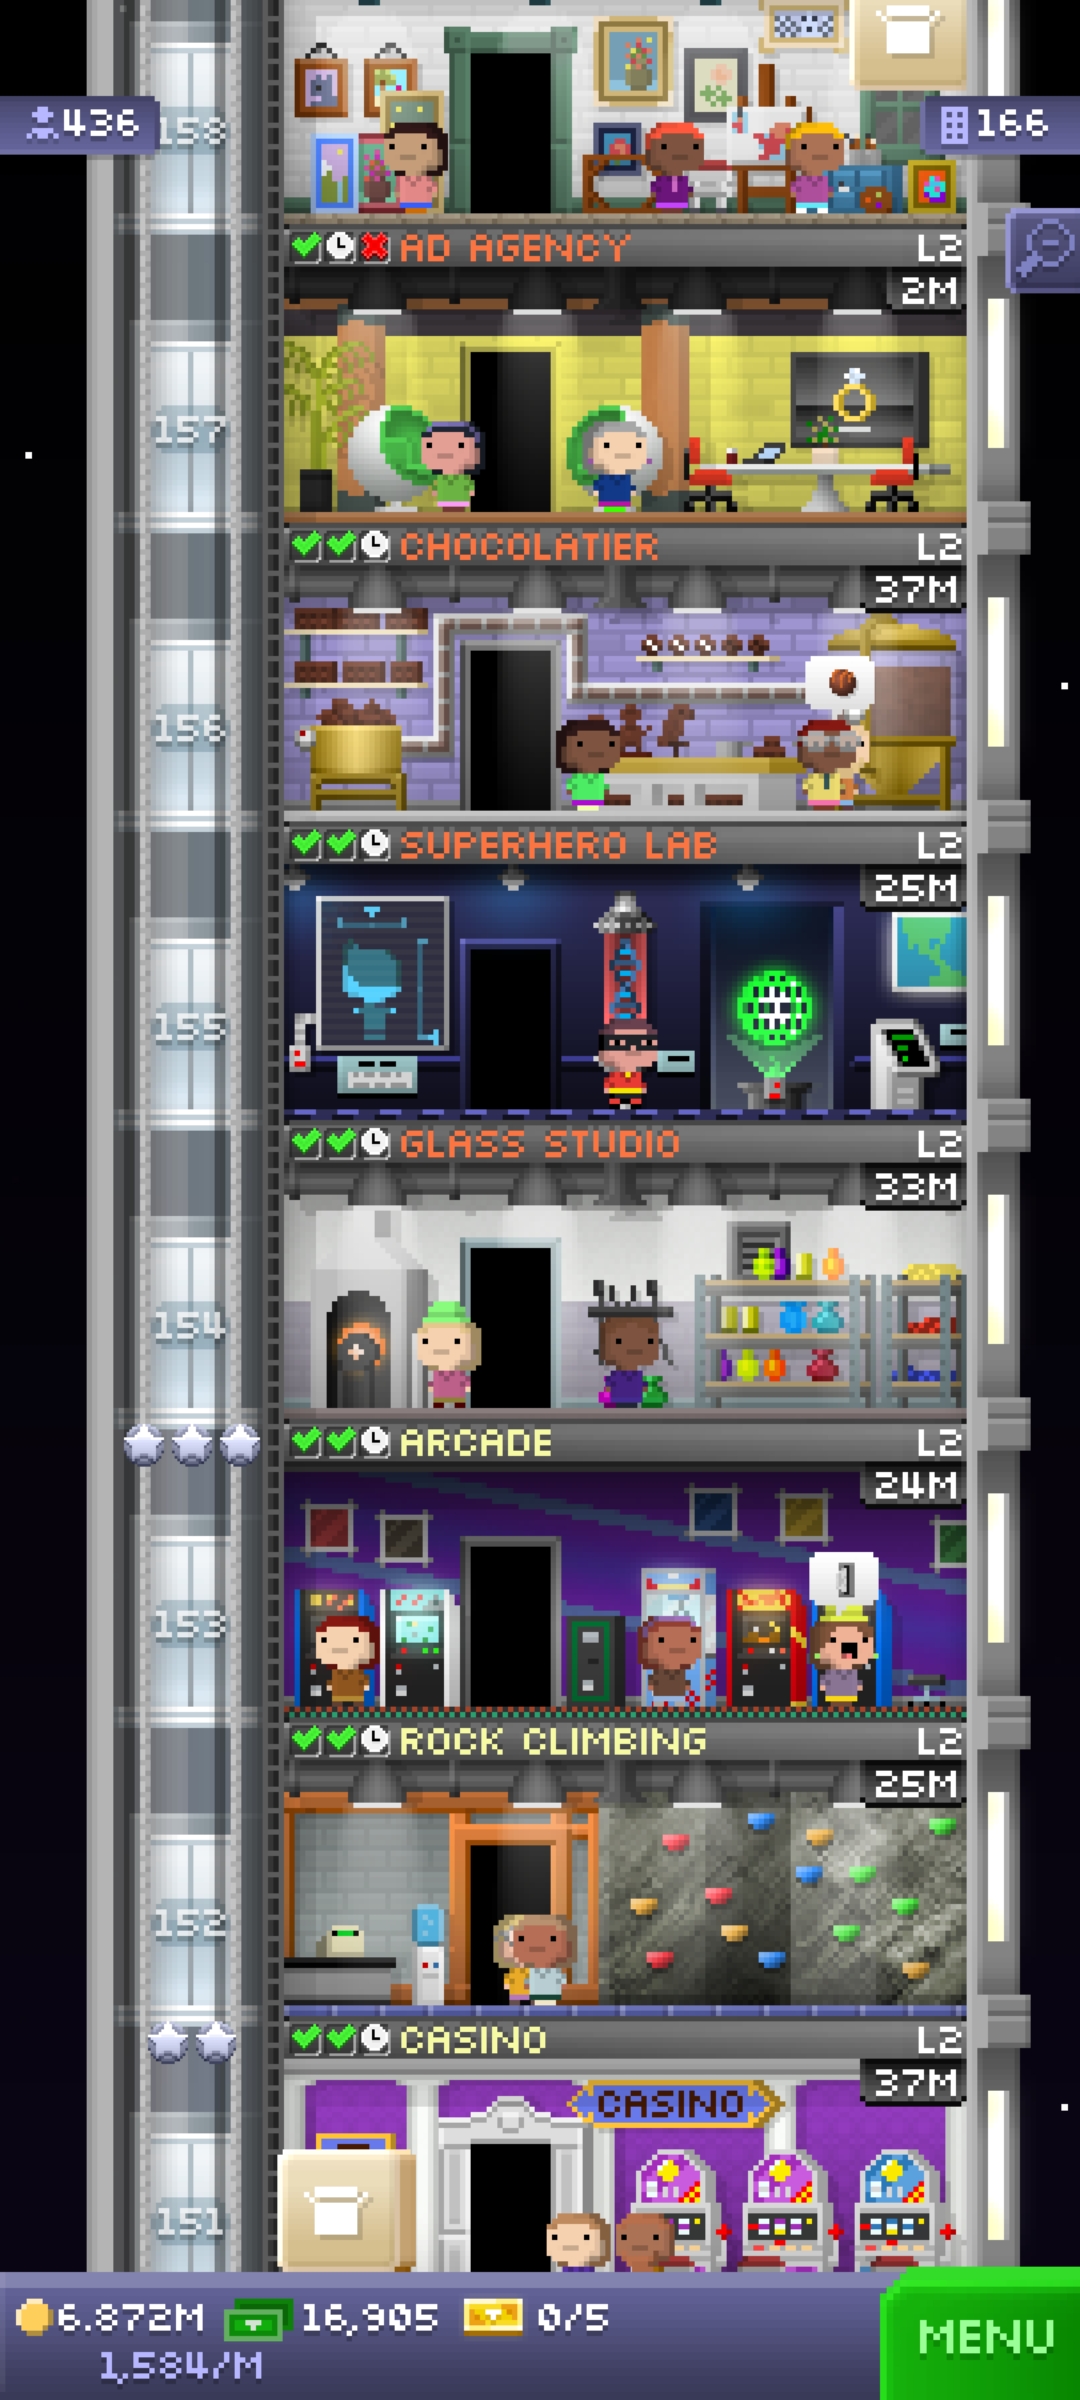 436
158
166
AD AGENCY L2
2M
157
CHOCOLATIER L2
37M
156
SUPERHERO LAB L2
25M
155
GLASS STUDIO L2
33M
154
ARCADE L2
24M
153
ROCK CLIMBING L2
25M
152
CASINO L2
37M
CASINO
151
6.872M 16,905 0/5
1,584/M
MENU